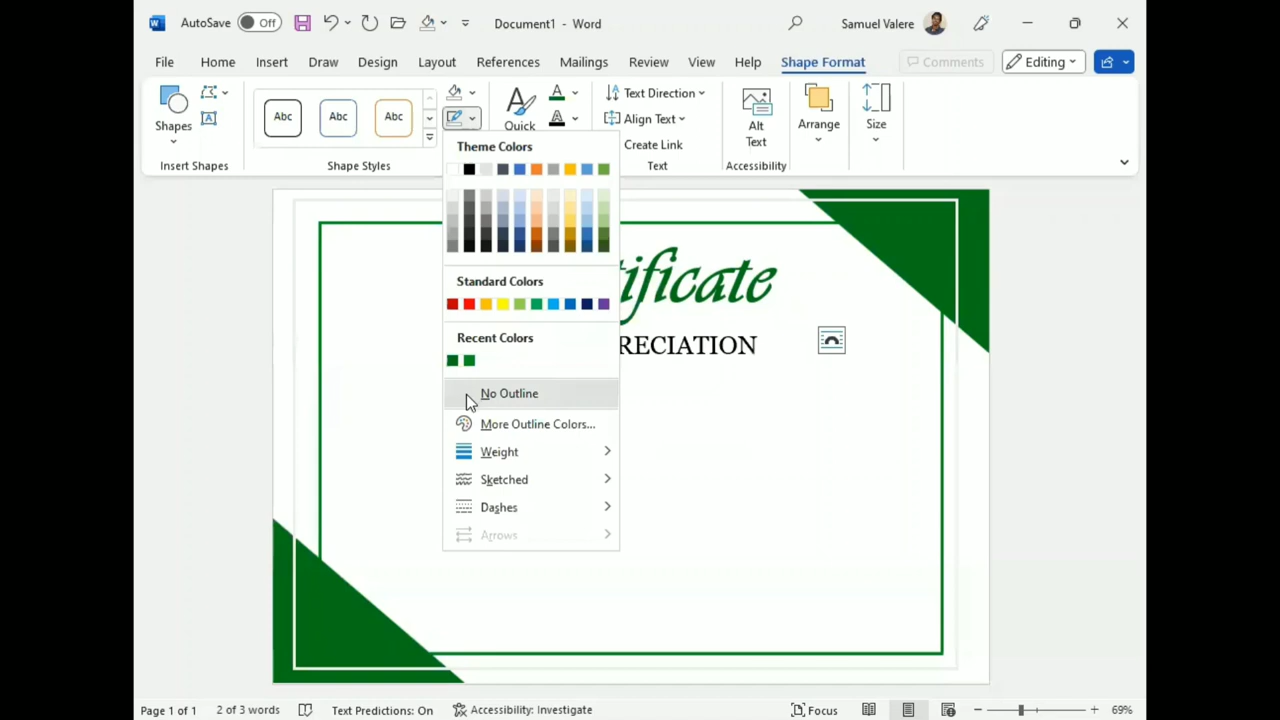 AutoSave Off Document1 - Word Samuel Valere
File Home Insert Draw Design Layout References Mailings Review View Help Shape Format Comments Editing
Shapes
Insert Shapes
Abc Abc Abc
Shape Styles
Quick
Text Direction
Align Text
Create Link
Text
Alt
Text
Accessibility
Arrange
Size
Theme Colors
Standard Colors
Recent Colors
No Outline
More Outline Colors...
Weight
Sketched
Dashes
Arrows
tificate
RECIATION
Page 1 of 1 2 of 3 words Text Predictions: On Accessibility: Investigate Focus 69%